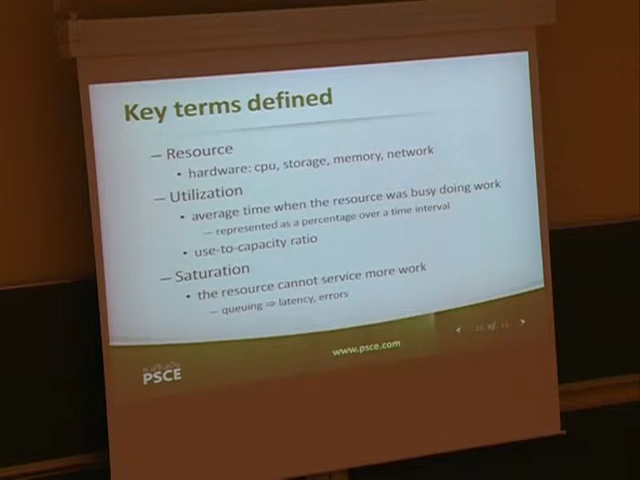 Key terms defined
– Resource
• hardware: cpu, storage, memory, network
– Utilization
• average time when the resource was busy doing work
– represented as a percentage over a time interval
• use-to-capacity ratio
– Saturation
• the resource cannot service more work
– queuing ⇒ latency, errors
www.psce.com
PSCE